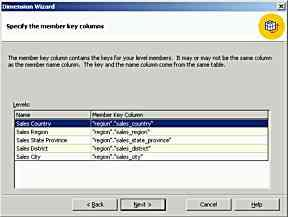 Dimension Wizard
Specify the member key columns
The member key column contains the keys for your level members. It may or may not be the same column
as the member name column. The key and the name column come from the same table.
Levels:
Name Member Key Column
Sales Country "region"."sales_country"
Sales Region "region"."sales_region"
Sales State Province "region"."sales_state_province"
Sales District "region"."sales_district"
Sales City "region"."sales_city"
< Back Next > Cancel Help